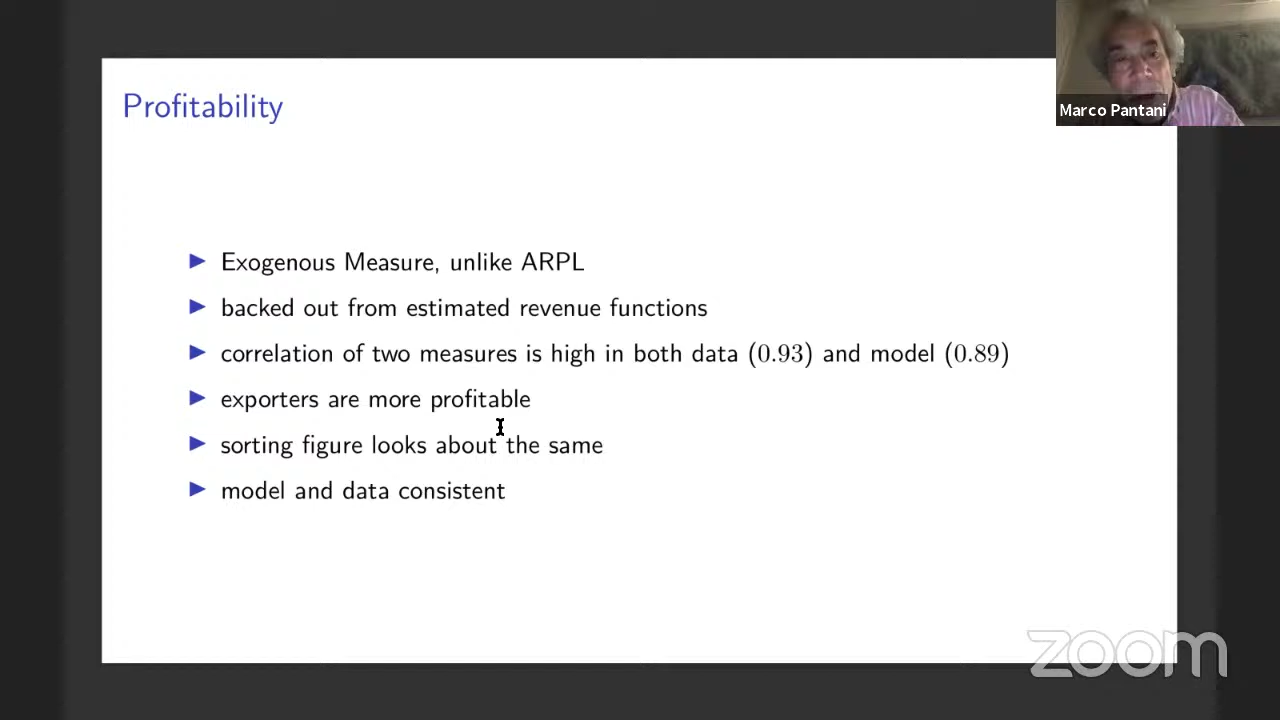 Profitability
Marco Pantani
▶ Exogenous Measure, unlike ARPL
▶ backed out from estimated revenue functions
▶ correlation of two measures is high in both data (0.93) and model (0.89)
▶ exporters are more profitable
▶ sorting figure looks about the same
▶ model and data consistent
zoom